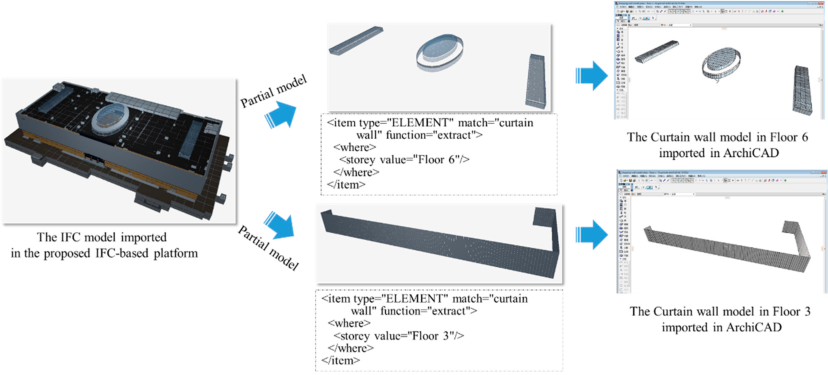 Partial model
<item type="ELEMENT" match="curtain
wall" function="extract">
<where>
<storey value="Floor 6"/>
</where>
</item>
The Curtain wall model in Floor 6
imported in ArchiCAD
The IFC model imported
in the proposed IFC-based platform
Partial model
<item type="ELEMENT" match="curtain
wall" function="extract">
<where>
<storey value="Floor 3"/>
</where>
</item>
The Curtain wall model in Floor 3
imported in ArchiCAD